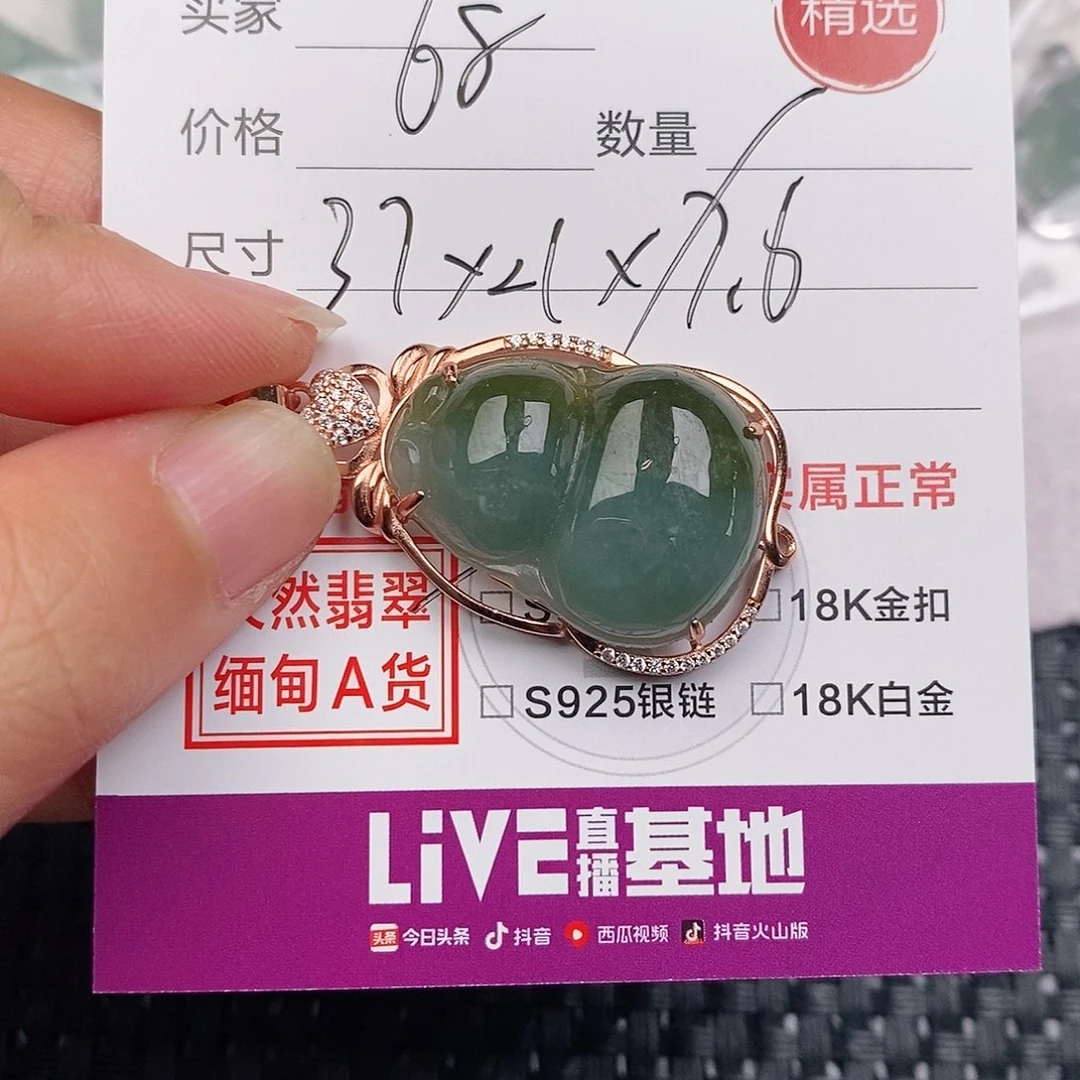 买家
68
精选
价格 数量
尺寸 37×21×7.6
属正常
然翡翠
缅甸A货
18K金扣
S925银链
18K白金
LiVE直播基地
头条 今日头条 抖音 西瓜视频 抖音火山版